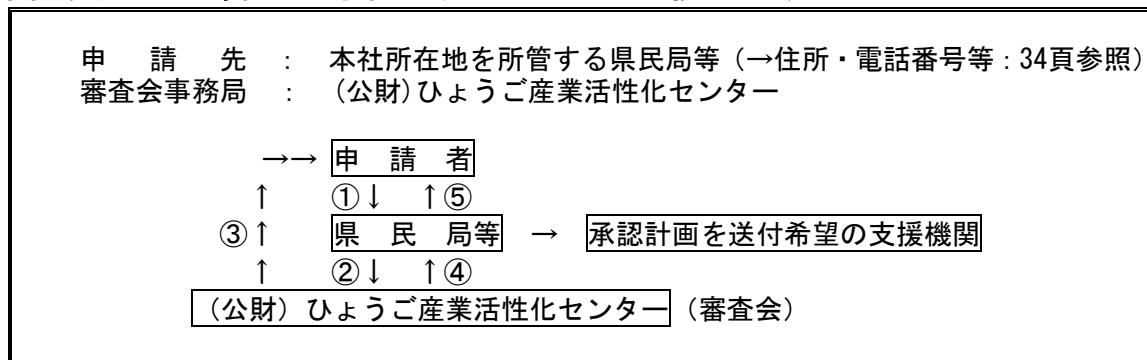 申　請　先　：　本社所在地を所管する県民局等（→住所・電話番号等：34頁参照）
審査会事務局　：　（公財）ひょうご産業活性化センター
→→ 申　請　者
↑　①↓　↑⑤
③↑　県　民　局等　→　承認計画を送付希望の支援機関
↑　②↓　↑④
（公財）ひょうご産業活性化センター（審査会）